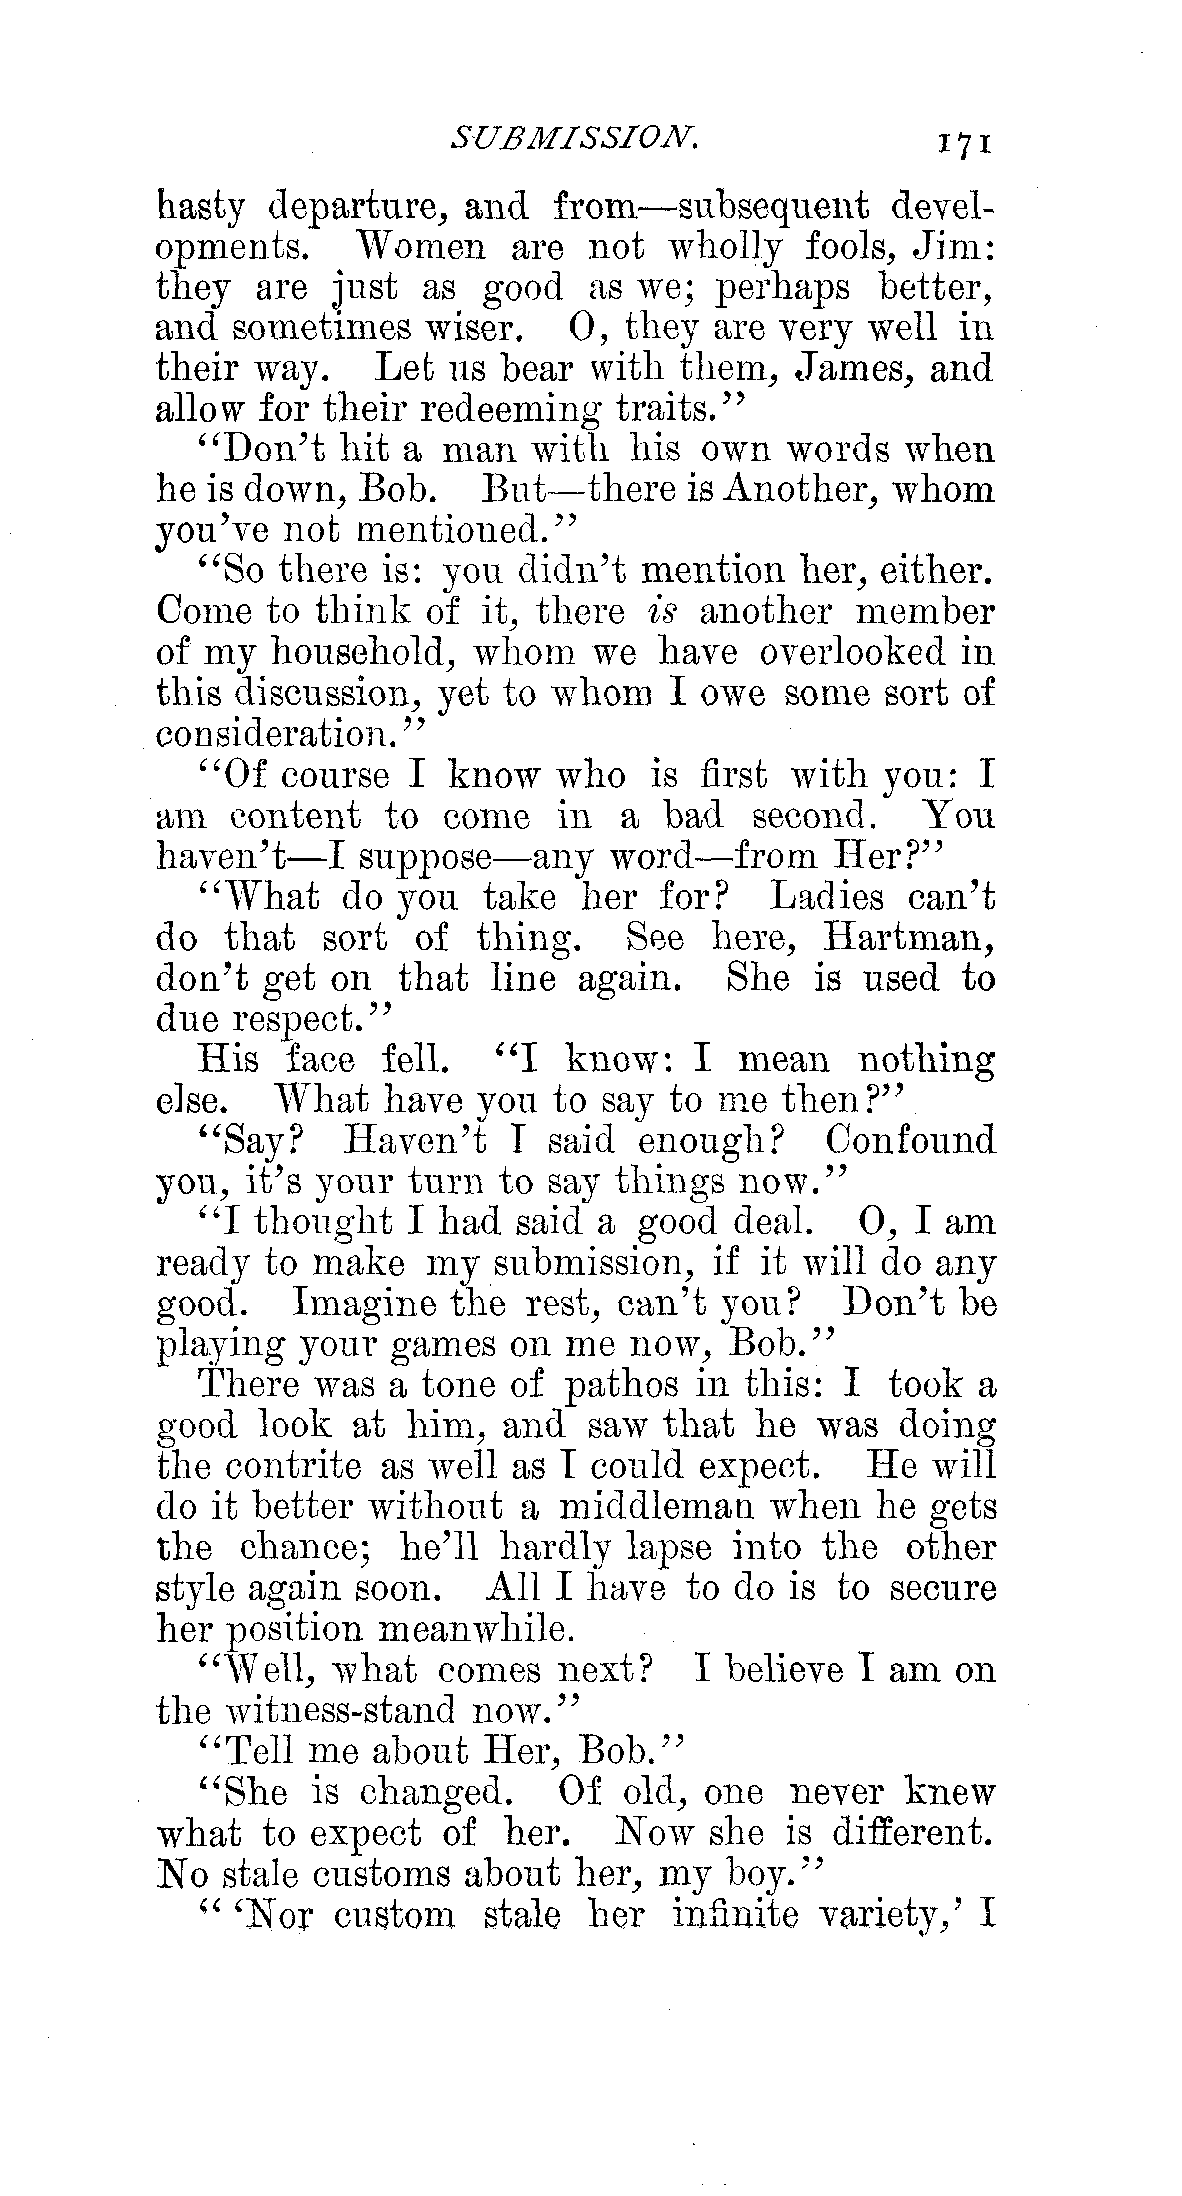 SUBMISSION. 171
hasty departure, and from—subsequent devel-
opments. Women are not wholly fools, Jim:
they are just as good as we; perhaps better,
and sometimes wiser. O, they are very well in
their way. Let us bear with them, James, and
allow for their redeeming traits."
"Don't hit a man with his own words when
he is down, Bob. But—there is Another, whom
you've not mentioned."
"So there is: you didn't mention her, either.
Come to think of it, there is another member
of my household, whom we have overlooked in
this discussion, yet to whom I owe some sort of
consideration."
"Of course I know who is first with you: I
am content to come in a bad second. You
haven't—I suppose—any word—from Her?"
"What do you take her for? Ladies can't
do that sort of thing. See here, Hartman,
don't get on that line again. She is used to
due respect."
His face fell. "I know: I mean nothing
else. What have you to say to me then?"
"Say? Haven't I said enough? Confound
you, it's your turn to say things now."
"I thought I had said a good deal. O, I am
ready to make my submission, if it will do any
good. Imagine the rest, can't you? Don't be
playing your games on me now, Bob."
There was a tone of pathos in this: I took a
good look at him, and saw that he was doing
the contrite as well as I could expect. He will
do it better without a middleman when he gets
the chance; he'll hardly lapse into the other
style again soon. All I have to do is to secure
her position meanwhile.
"Well, what comes next? I believe I am on
the witness-stand now."
"Tell me about Her, Bob."
"She is changed. Of old, one never knew
what to expect of her. Now she is different.
No stale customs about her, my boy."
" 'Nor custom stale her infinite variety,' I